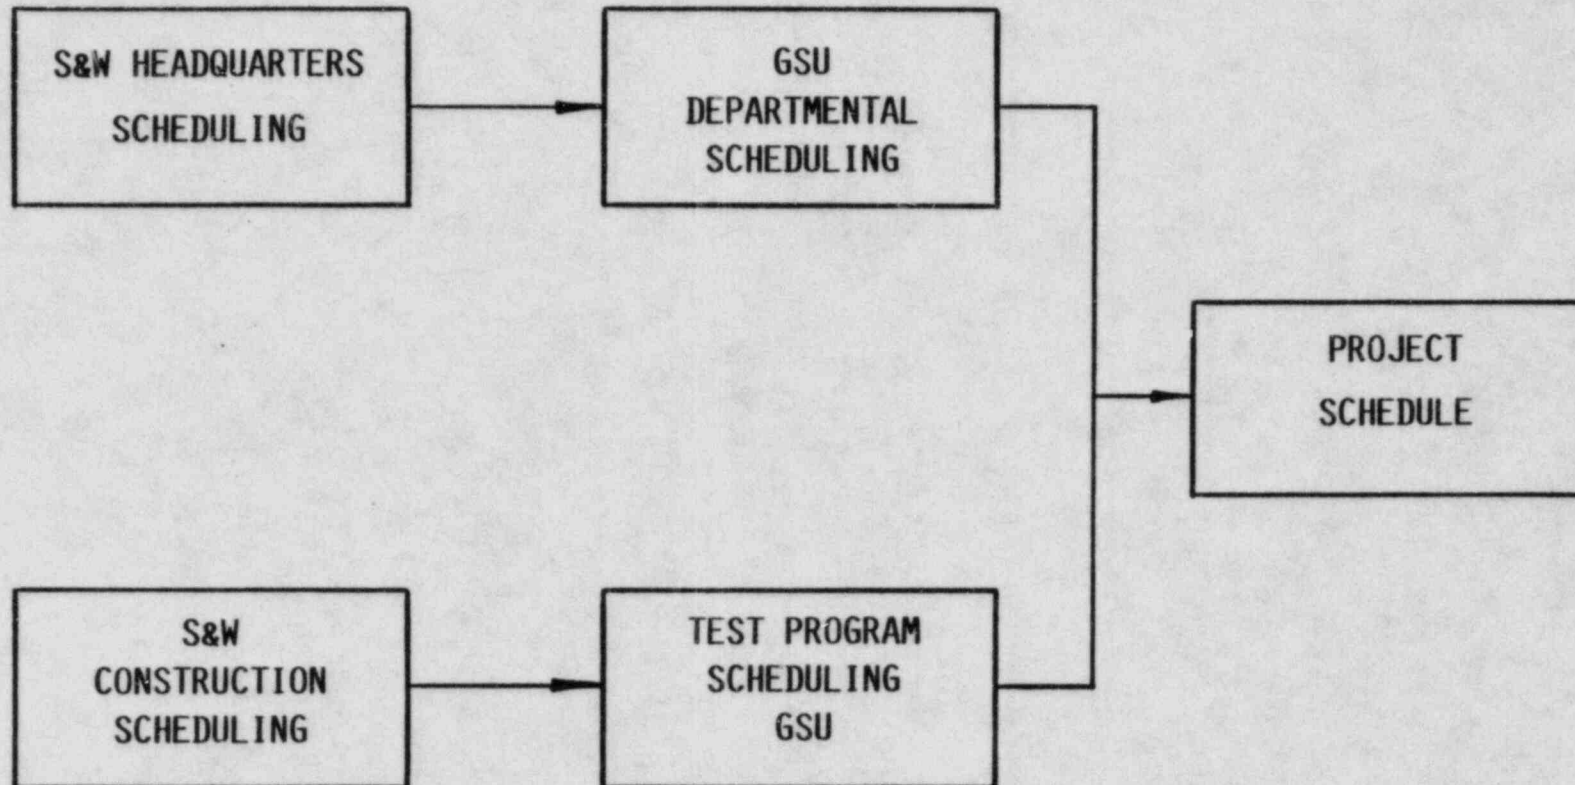 S&W HEADQUARTERS
SCHEDULING
GSU
DEPARTMENTAL
SCHEDULING
PROJECT
SCHEDULE
S&W
CONSTRUCTION
SCHEDULING
TEST PROGRAM
SCHEDULING
GSU